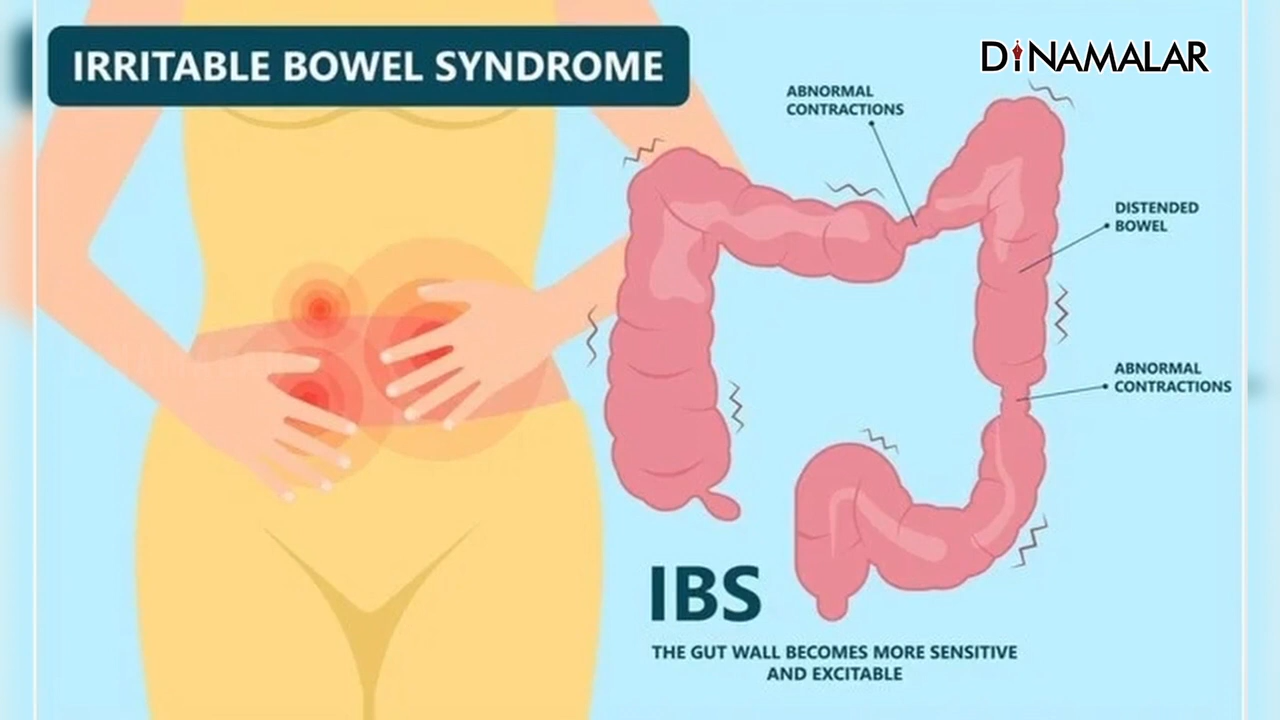 IRRITABLE BOWEL SYNDROME
DINAMALAR
ABNORMAL
CONTRACTIONS
DISTENDED
BOWEL
ABNORMAL
CONTRACTIONS
IBS
THE GUT WALL BECOMES MORE SENSITIVE
AND EXCITABLE